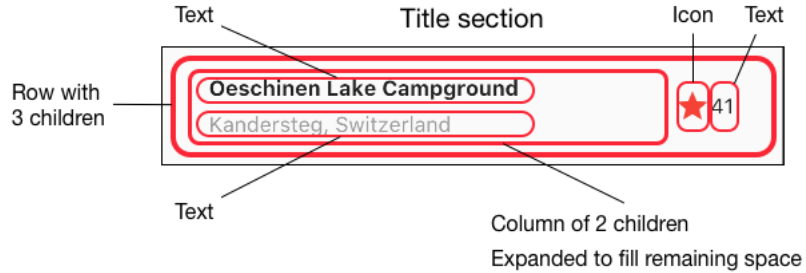 Text
Title section
Icon
Text
Row with
3 children
Oeschinen Lake Campground
Kandersteg, Switzerland
41
Text
Column of 2 children
Expanded to fill remaining space